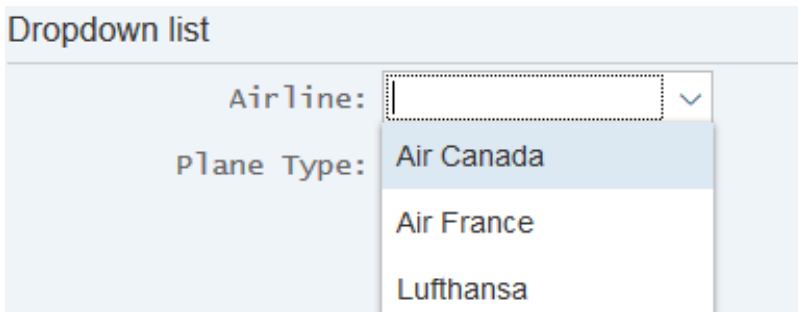 Dropdown list
Airline:
Air Canada
Plane Type:
Air France
Lufthansa